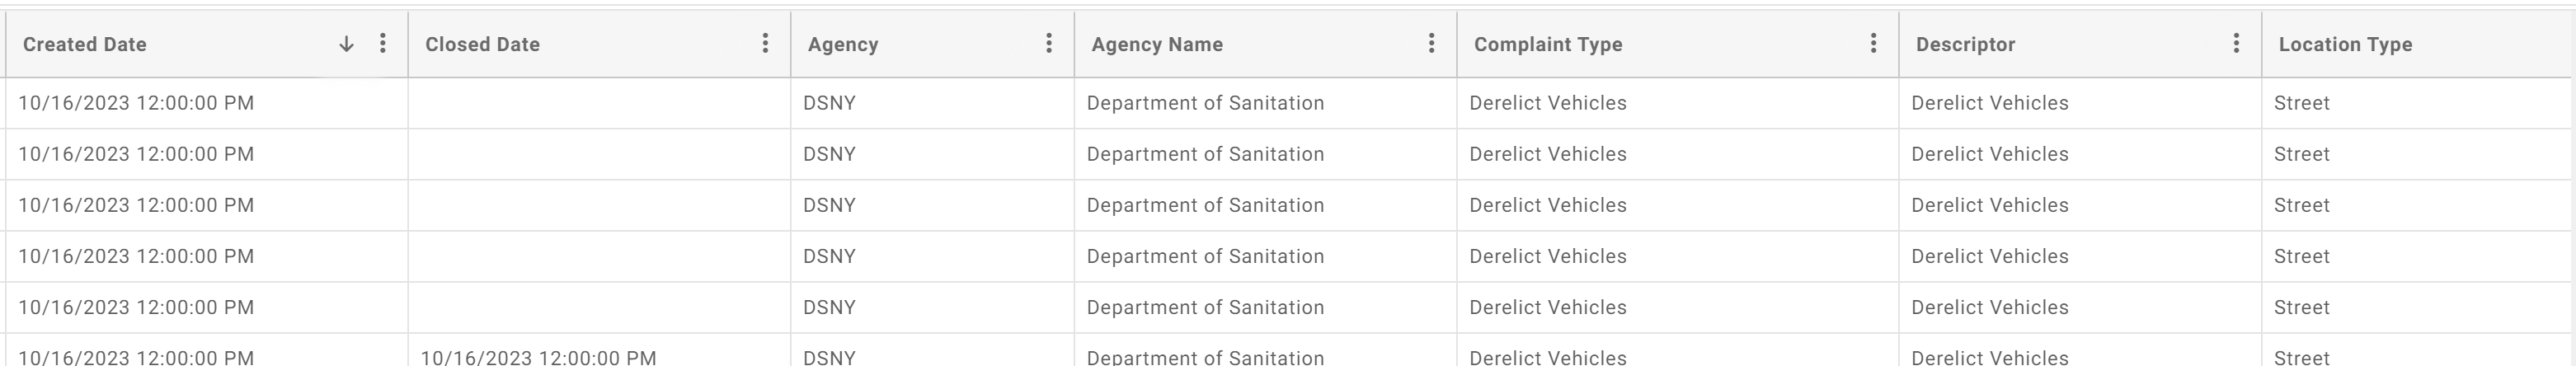 Created Date Closed Date Agency Agency Name Complaint Type Descriptor Location Type
10/16/2023 12:00:00 PM DSNY Department of Sanitation Derelict Vehicles Derelict Vehicles Street
10/16/2023 12:00:00 PM DSNY Department of Sanitation Derelict Vehicles Derelict Vehicles Street
10/16/2023 12:00:00 PM DSNY Department of Sanitation Derelict Vehicles Derelict Vehicles Street
10/16/2023 12:00:00 PM DSNY Department of Sanitation Derelict Vehicles Derelict Vehicles Street
10/16/2023 12:00:00 PM DSNY Department of Sanitation Derelict Vehicles Derelict Vehicles Street
10/16/2023 12:00:00 PM 10/16/2023 12:00:00 PM DSNY Department of Sanitation Derelict Vehicles Derelict Vehicles Street